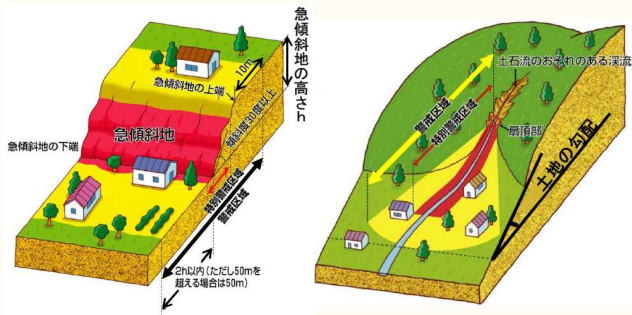 急傾斜地の高さh
10m
急傾斜地の上端
急傾斜地
傾斜度30度以上
急傾斜地の下端
特別警戒区域
警戒区域
2h以内(ただし50mを
超える場合は50m)
土石流のおそれのある渓流
警戒区域
特別警戒区域
扇頂部
土地の勾配